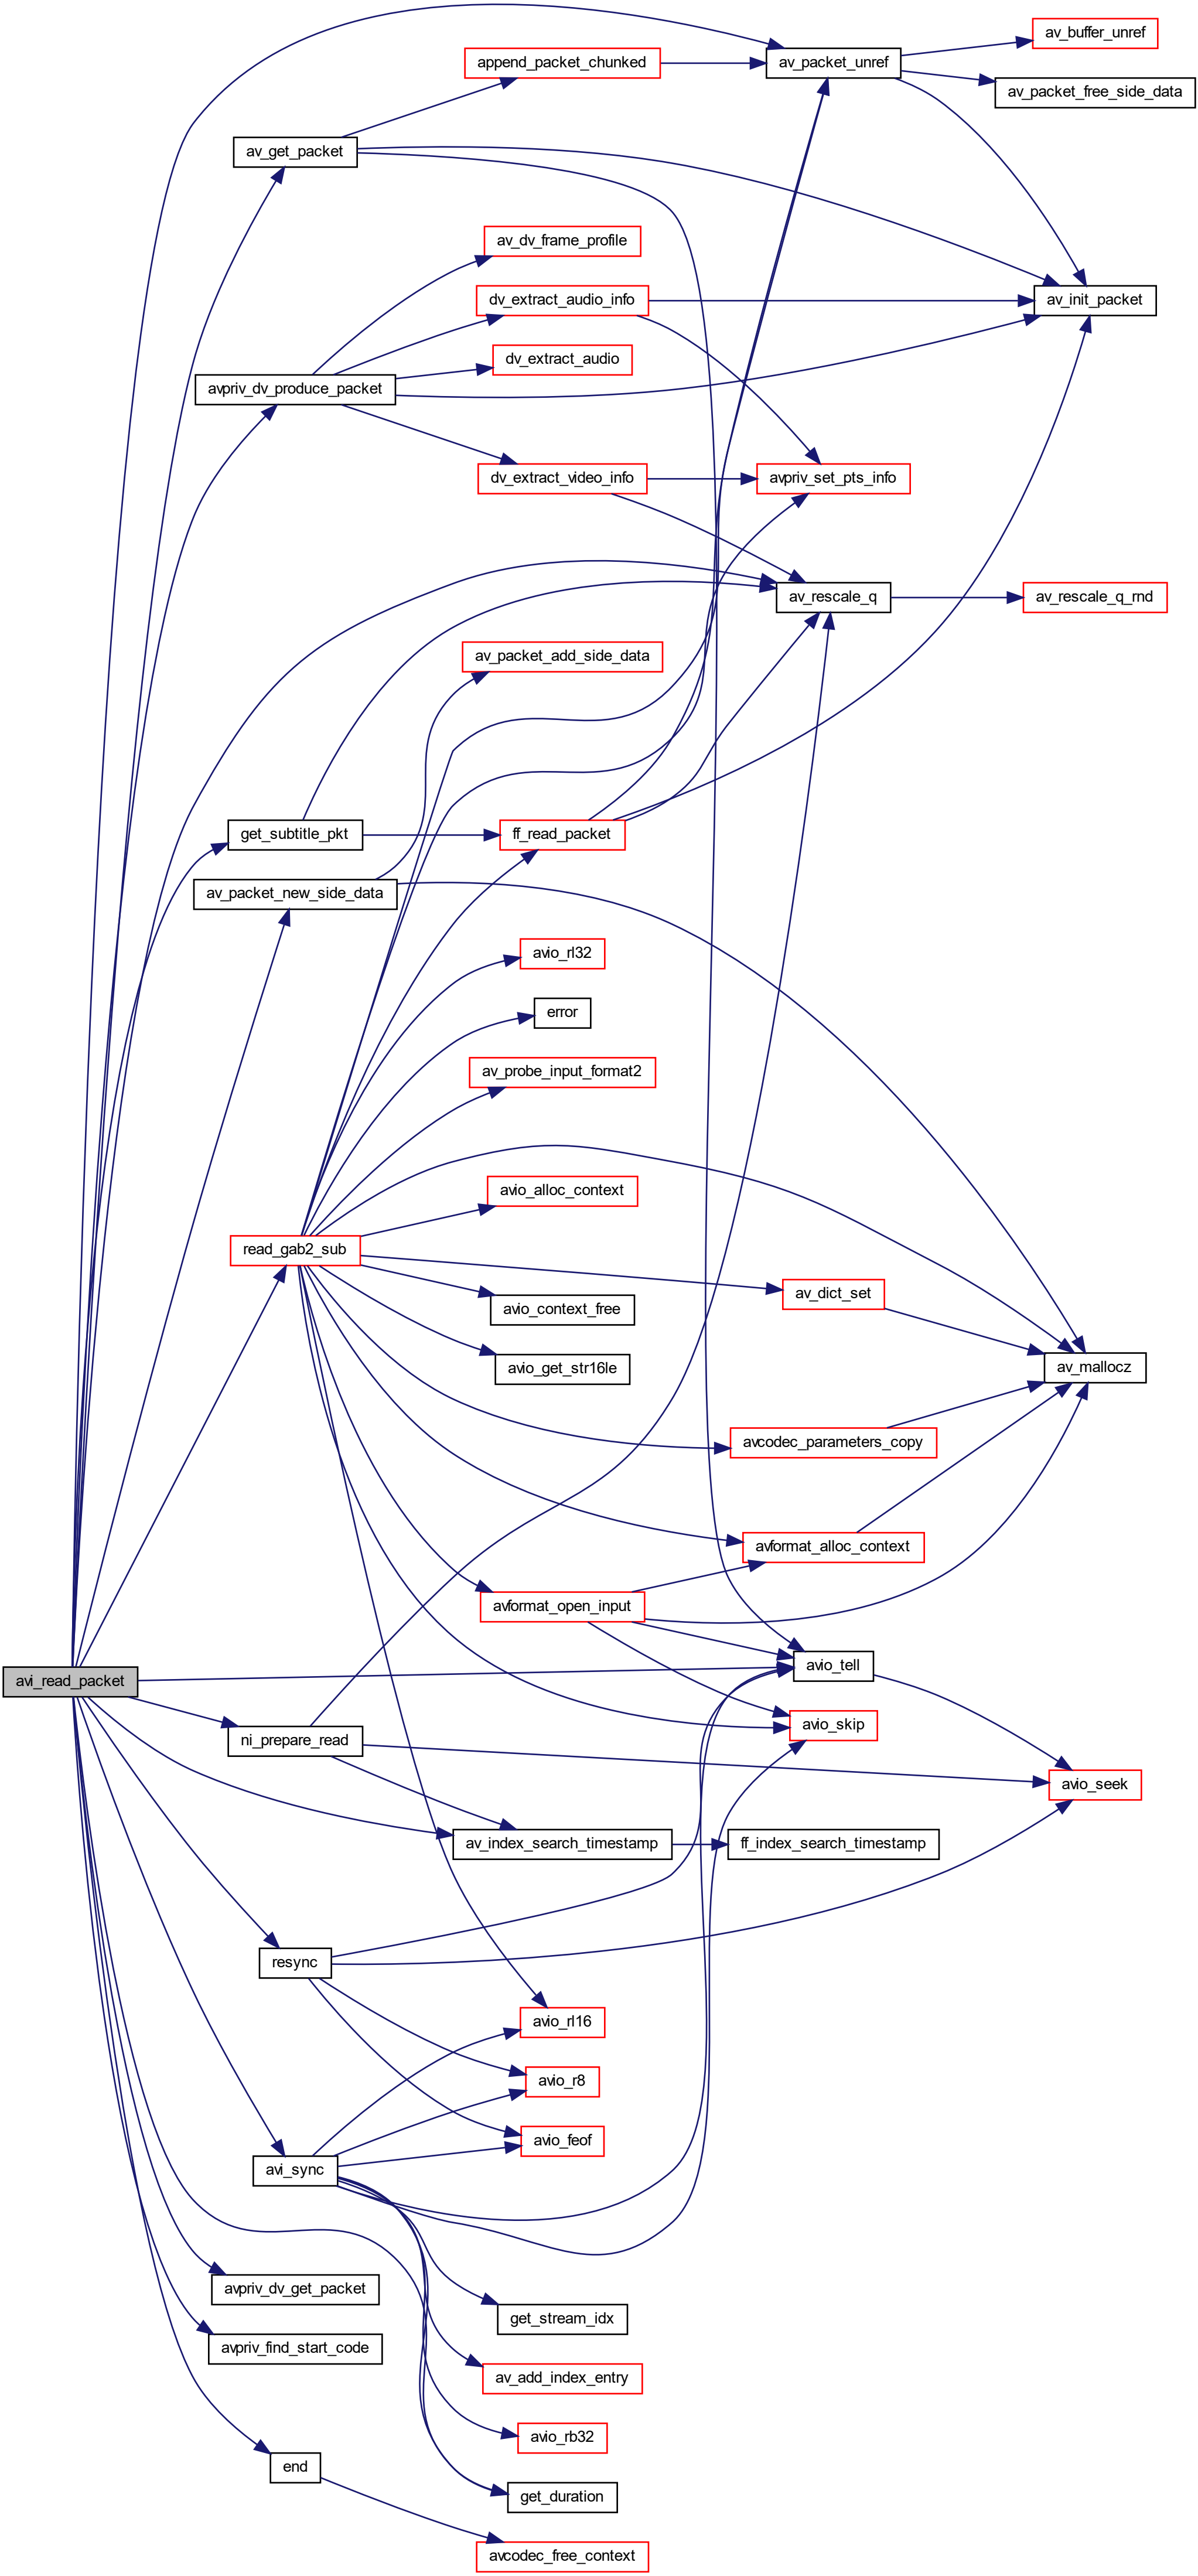 av_buffer_unref
append_packet_chunked
av_packet_unref
av_packet_free_side_data
av_get_packet
av_dv_frame_profile
dv_extract_audio_info
av_init_packet
dv_extract_audio
avpriv_dv_produce_packet
dv_extract_video_info
avpriv_set_pts_info
av_rescale_q
av_rescale_q_rnd
av_packet_add_side_data
get_subtitle_pkt
ff_read_packet
av_packet_new_side_data
avio_rl32
error
av_probe_input_format2
avio_alloc_context
read_gab2_sub
av_dict_set
avio_context_free
avio_get_str16le
av_mallocz
avcodec_parameters_copy
avformat_alloc_context
avformat_open_input
avio_tell
avi_read_packet
avio_skip
ni_prepare_read
avio_seek
av_index_search_timestamp
ff_index_search_timestamp
resync
avio_rl16
avio_r8
avio_feof
avi_sync
avpriv_dv_get_packet
get_stream_idx
avpriv_find_start_code
av_add_index_entry
avio_rb32
end
get_duration
avcodec_free_context